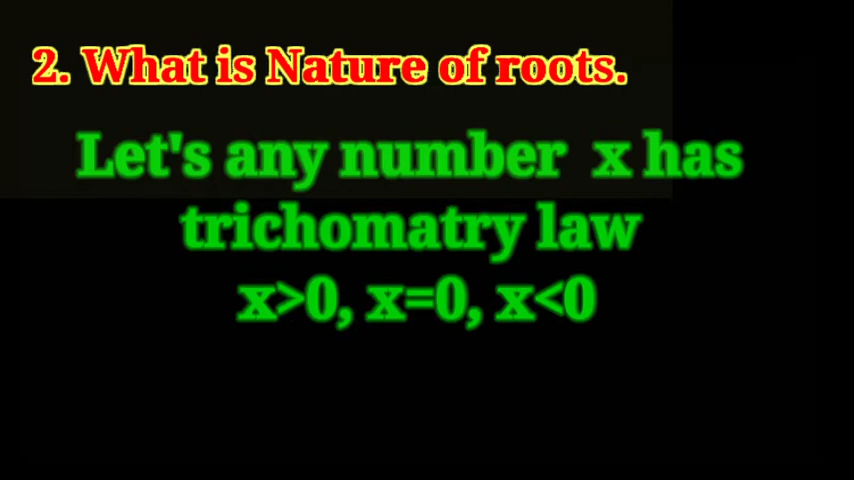 2. What is Nature of roots.
Let's any number x has
trichomatry law
x>0, x=0, x<0